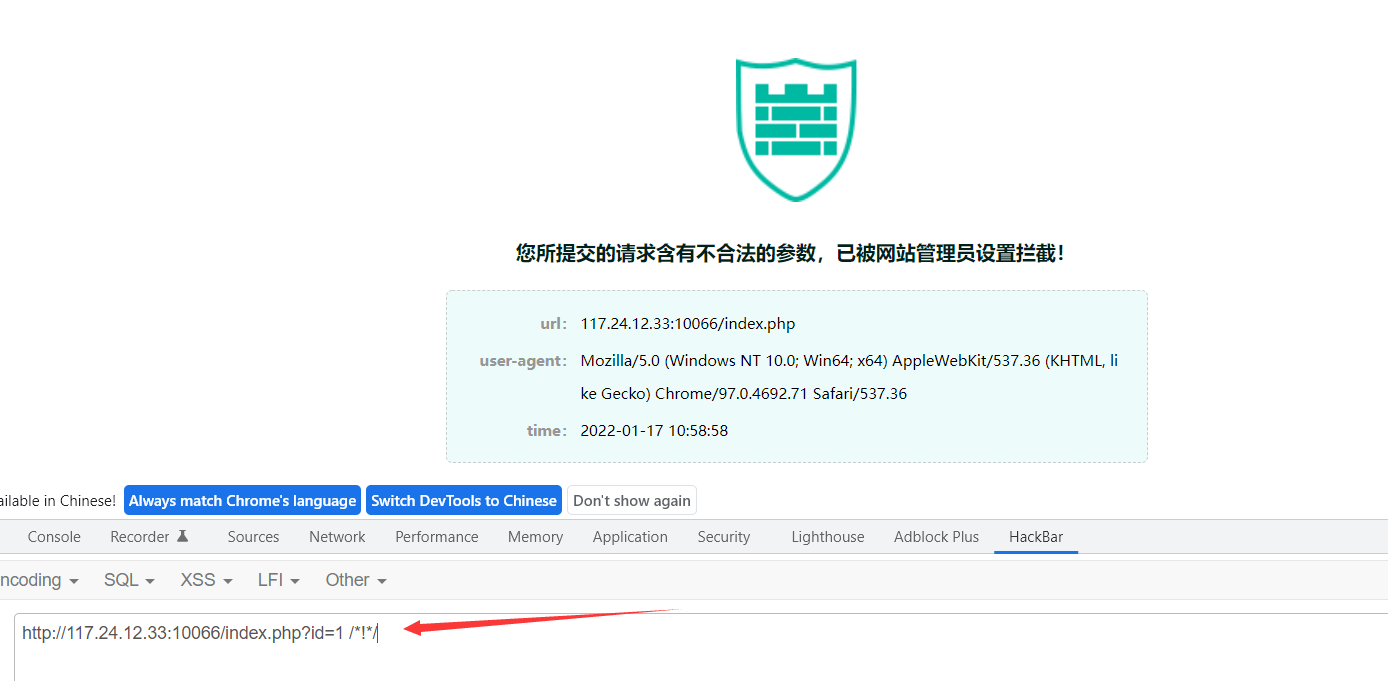 您所提交的请求含有不合法的参数，已被网站管理员设置拦截！
url： 117.24.12.33:10066/index.php
user-agent： Mozilla/5.0 (Windows NT 10.0; Win64; x64) AppleWebKit/537.36 (KHTML, li
ke Gecko) Chrome/97.0.4692.71 Safari/537.36
time： 2022-01-17 10:58:58
ailable in Chinese! Always match Chrome's language Switch DevTools to Chinese Don't show again
Console Recorder Sources Network Performance Memory Application Security Lighthouse Adblock Plus HackBar
ncoding SQL XSS LFI Other
http://117.24.12.33:10066/index.php?id=1 /*!*/